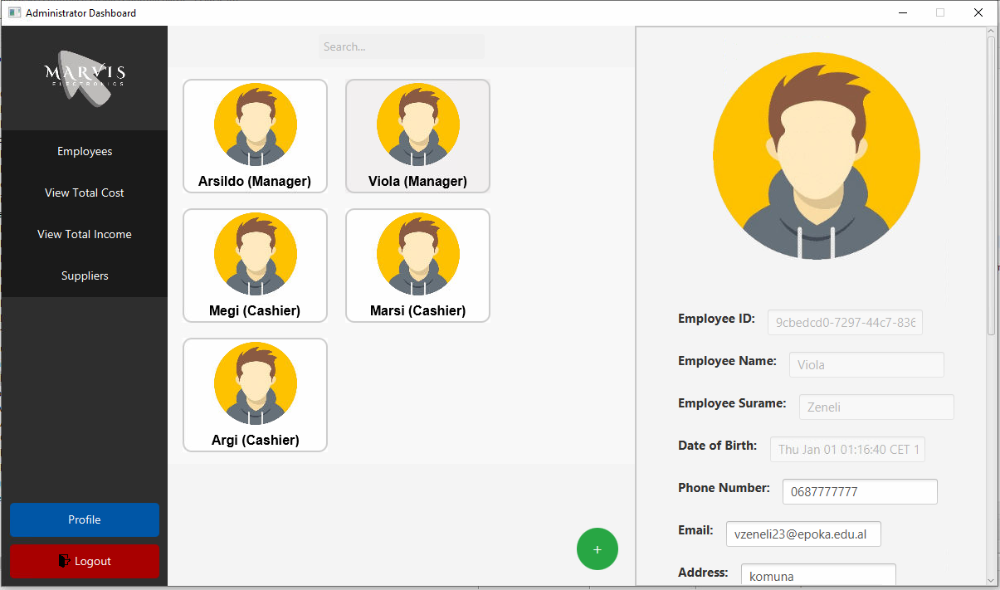 Administrator Dashboard
MARVIS
ELECTRONICS
Employees
View Total Cost
View Total Income
Suppliers
Profile
Logout
Search...
Arsildo (Manager)
Viola (Manager)
Megi (Cashier)
Marsi (Cashier)
Argi (Cashier)
+
Employee ID: 9cbedcd0-7297-44c7-836
Employee Name: Viola
Employee Surame: Zeneli
Date of Birth: Thu Jan 01 01:16:40 CET 1
Phone Number: 0687777777
Email: vzeneli23@epoka.edu.al
Address: komuna